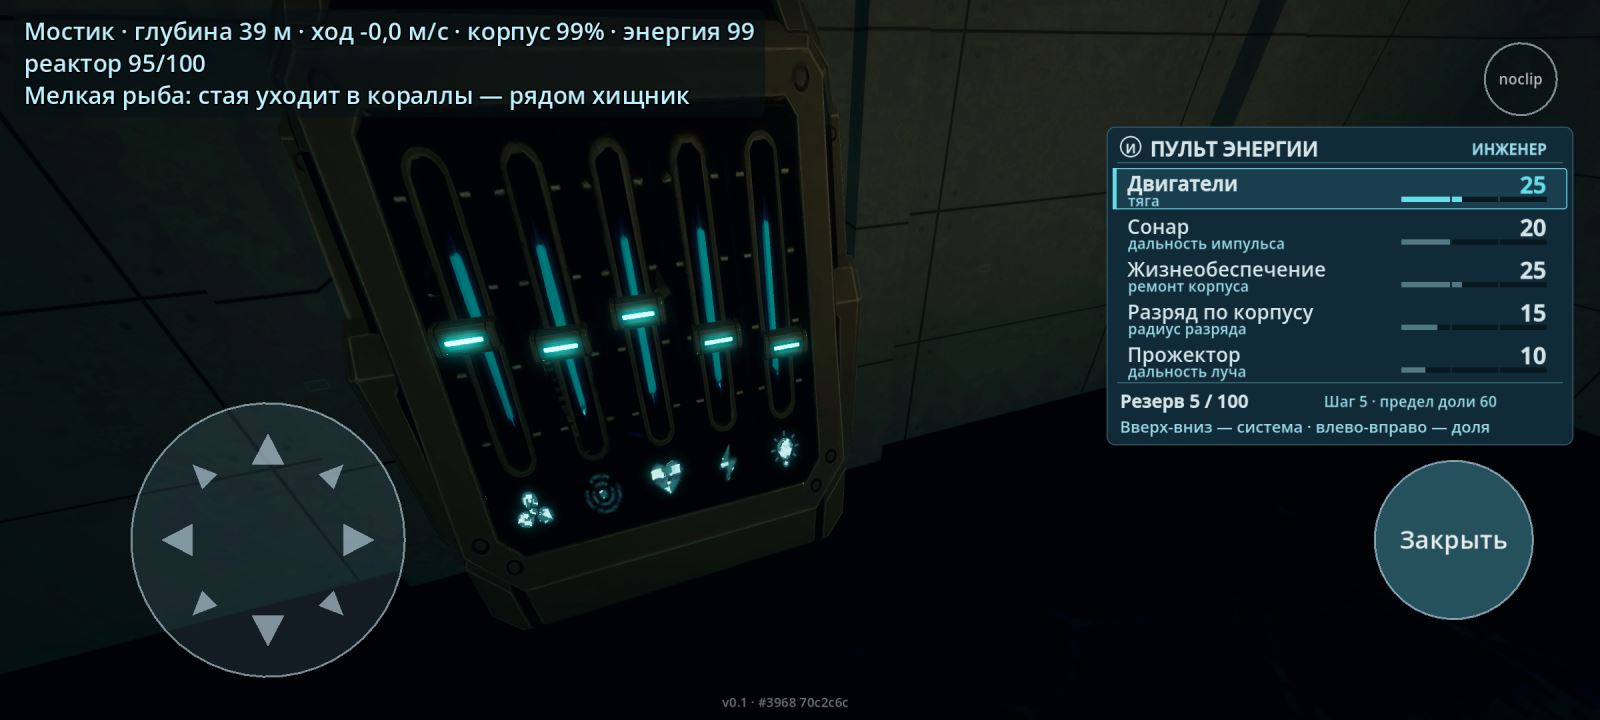 Мостик · глубина 39 м · ход -0,0 м/с · корпус 99% · энергия 99
реактор 95/100
Мелкая рыба: стая уходит в кораллы — рядом хищник
noclip
И ПУЛЬТ ЭНЕРГИИ ИНЖЕНЕР
Двигатели 25
тяга
Сонар 20
дальность импульса
Жизнеобеспечение 25
ремонт корпуса
Разряд по корпусу 15
радиус разряда
Прожектор 10
дальность луча
Резерв 5 / 100 Шаг 5 · предел доли 60
Вверх-вниз — система · влево-вправо — доля
Закрыть
v0.1 · #3968 70c2c6c